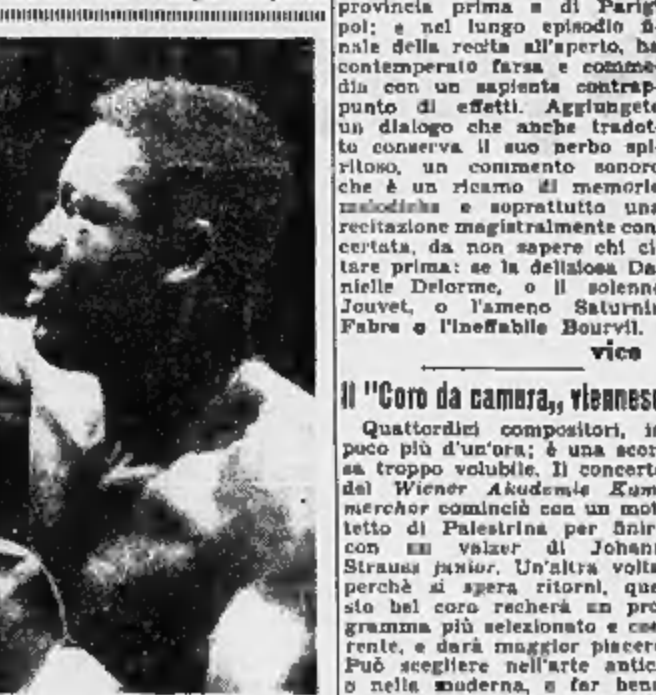 provincia prima e di Parigi
poi; e nel lungo episodio fi-
nale della recita all'aperto, ha
contemperato farsa e comme-
dia con un sapiente contrap-
punto di effetti. Aggiungete
un dialogo che anche tradot-
to conserva il suo nerbo spi-
ritoso, un commento sonoro
che è un ricamo di memorie
melodiche e soprattutto una
recitazione magistralmente con-
certata, da non sapere chi ci-
tare prima: se la deliziosa Da-
nielle Delorme, o il solenne
Jouvet, o l'ameno Saturnin
Fabre o l'ineffabile Bourvil.
vice
Il "Coro da camera„ viennese
Quattordici compositori, in
poco più d'un'ora; è una scor-
sa troppo volubile. Il concerto
del Wiener Akademie Kam-
merchor cominciò con un mot-
tetto di Palestrina per finire
con un valzer di Johann
Strauss junior. Un'altra volta
perchè si spera ritorni, que-
sto bel coro recherà un pro-
gramma più selezionato e coe-
rente, e darà maggior piacere
Può scegliere nell'arte antica
o nella moderna, e far bene